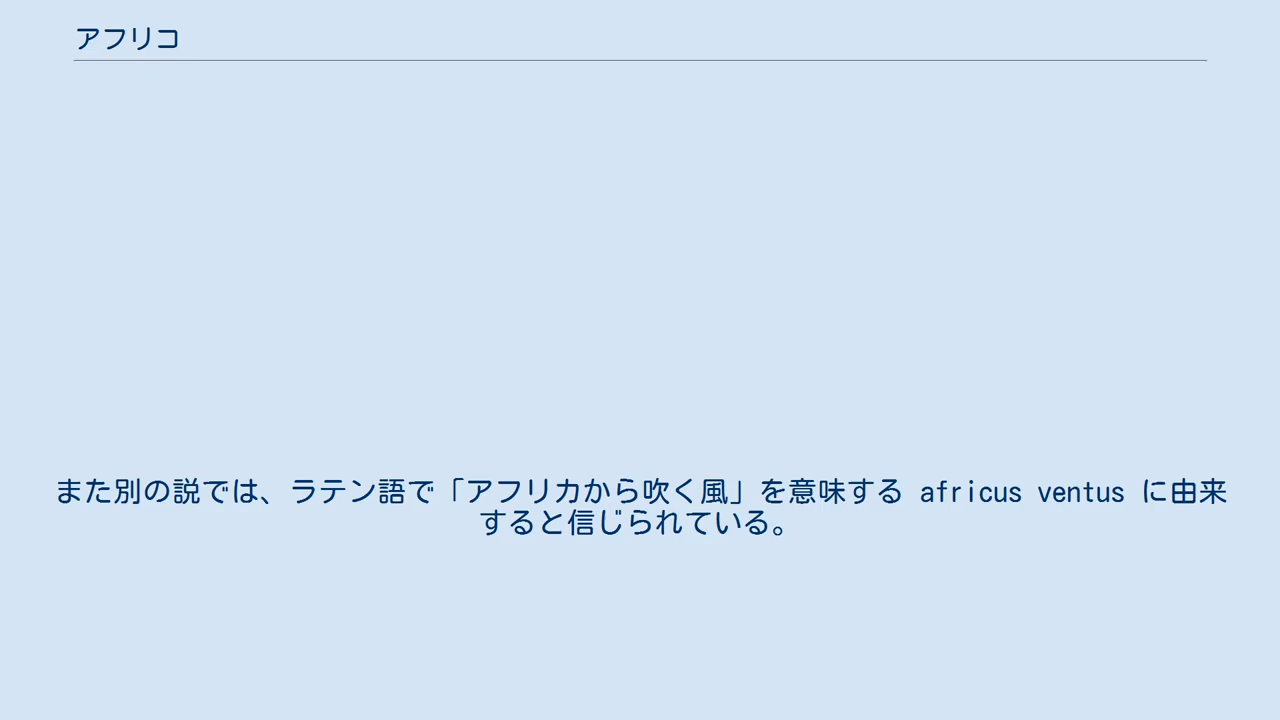 アフリコ
また別の説では、ラテン語で「アフリカから吹く風」を意味する africus ventus に由来
すると信じられている。